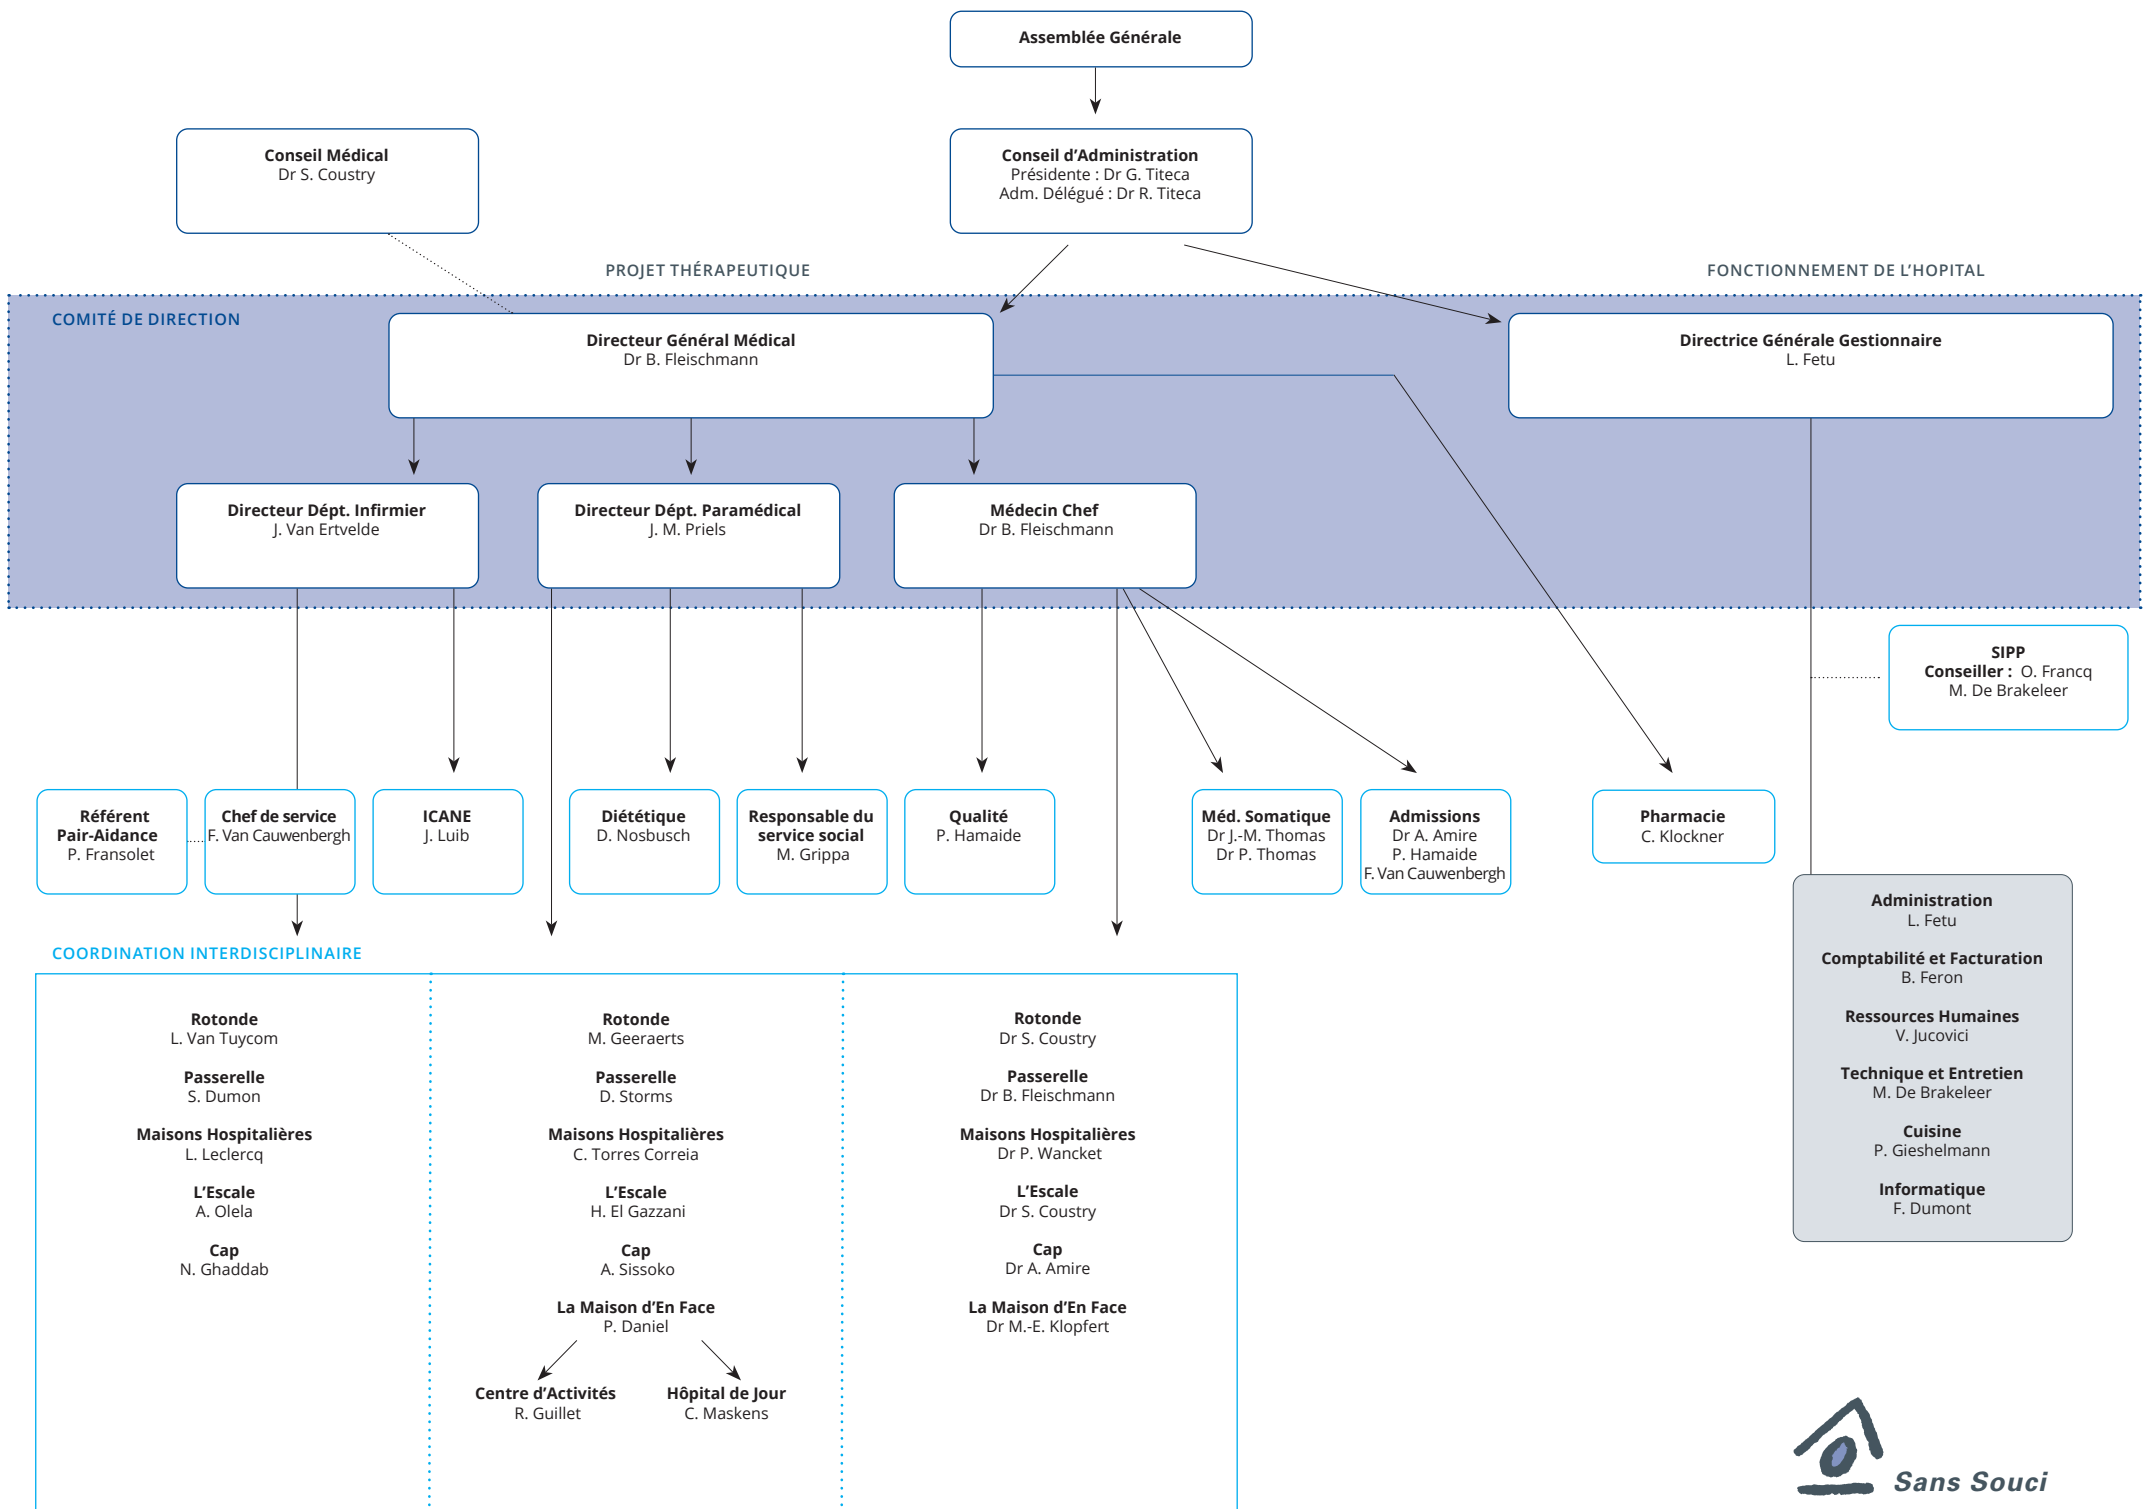 Assemblée Générale
Conseil Médical
Dr S. Coustry
Conseil d'Administration
Présidente : Dr G. Titeca
Adm. Délégué : Dr R. Titeca
PROJET THÉRAPEUTIQUE
FONCTIONNEMENT DE L'HOPITAL
COMITÉ DE DIRECTION
Directeur Général Médical
Dr B. Fleischmann
Directrice Générale Gestionnaire
L. Fetu
Directeur Dépt. Infirmier
J. Van Ertvelde
Directeur Dépt. Paramédical
J. M. Priels
Médecin Chef
Dr B. Fleischmann
SIPP
Conseiller : O. Francq
M. De Brakeleer
Référent
Pair-Aidance
P. Fransolet
Chef de service
F. Van Cauwenbergh
ICANE
J. Luib
Diététique
D. Nosbusch
Responsable du
service social
M. Grippa
Qualité
P. Hamaide
Méd. Somatique
Dr J.-M. Thomas
Dr P. Thomas
Admissions
Dr A. Amire
P. Hamaide
F. Van Cauwenbergh
Pharmacie
C. Klockner
Administration
L. Fetu
Comptabilité et Facturation
B. Feron
Ressources Humaines
V. Jucovici
Technique et Entretien
M. De Brakeleer
Cuisine
P. Gieshelmann
Informatique
F. Dumont
COORDINATION INTERDISCIPLINAIRE
Rotonde
L. Van Tuycom
Passerelle
S. Dumon
Maisons Hospitalières
L. Leclercq
L'Escale
A. Olela
Cap
N. Ghaddab
Rotonde
M. Geeraerts
Passerelle
D. Storms
Maisons Hospitalières
C. Torres Correia
L'Escale
H. El Gazzani
Cap
A. Sissoko
La Maison d'En Face
P. Daniel
Centre d'Activités
R. Guillet
Hôpital de Jour
C. Maskens
Rotonde
Dr S. Coustry
Passerelle
Dr B. Fleischmann
Maisons Hospitalières
Dr P. Wancket
L'Escale
Dr S. Coustry
Cap
Dr A. Amire
La Maison d'En Face
Dr M.-E. Klopfert
Sans Souci